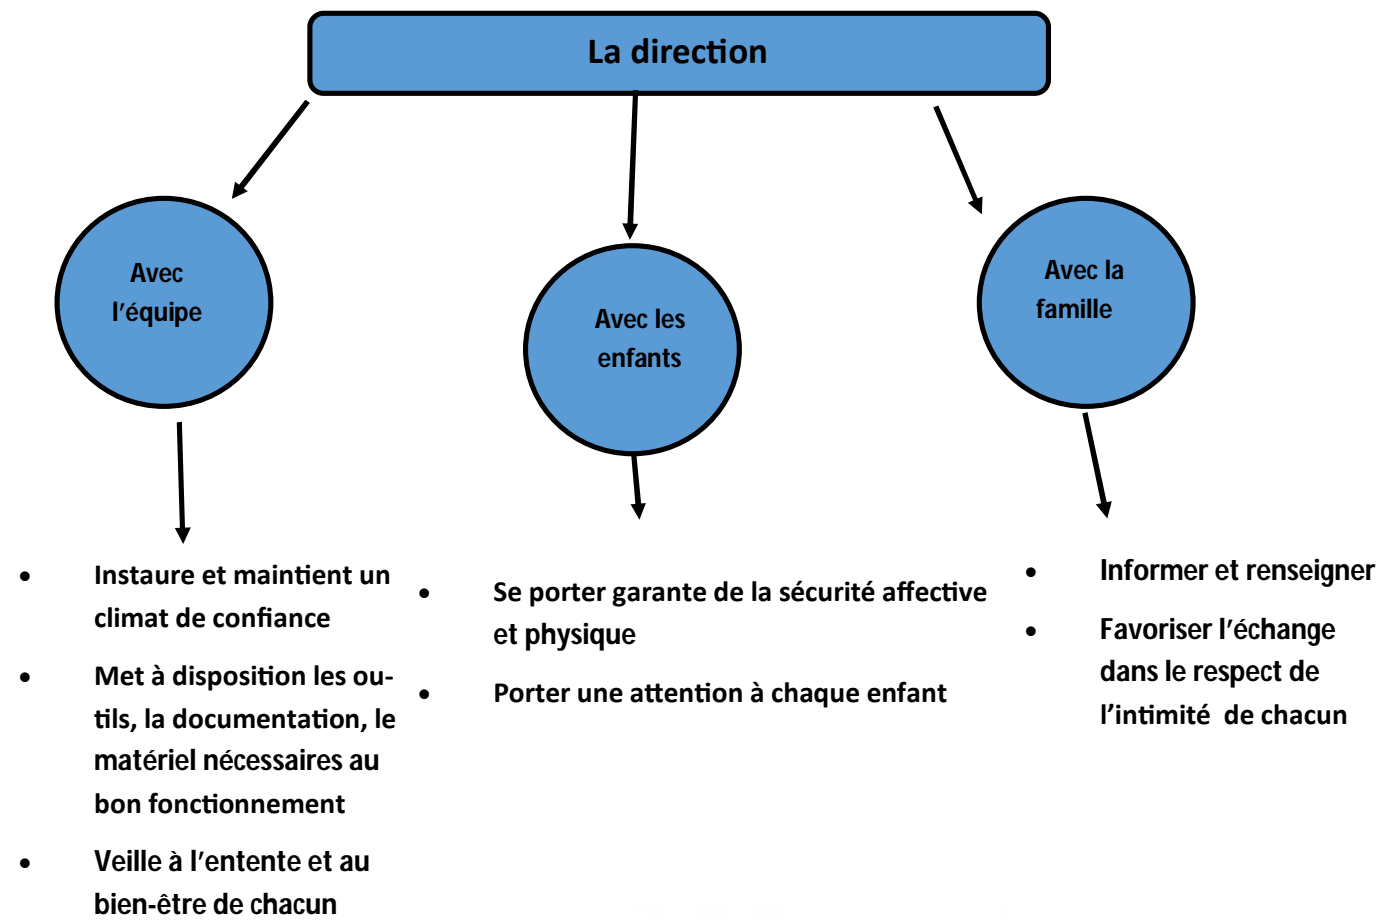 La direction
Avec
l'équipe
Avec les
enfants
Avec la
famille
• Instaure et maintient un
climat de confiance
• Met à disposition les ou-
tils, la documentation, le
matériel nécessaires au
bon fonctionnement
• Veille à l'entente et au
bien-être de chacun
• Se porter garante de la sécurité affective
et physique
• Porter une attention à chaque enfant
• Informer et renseigner
• Favoriser l'échange
dans le respect de
l'intimité  de chacun